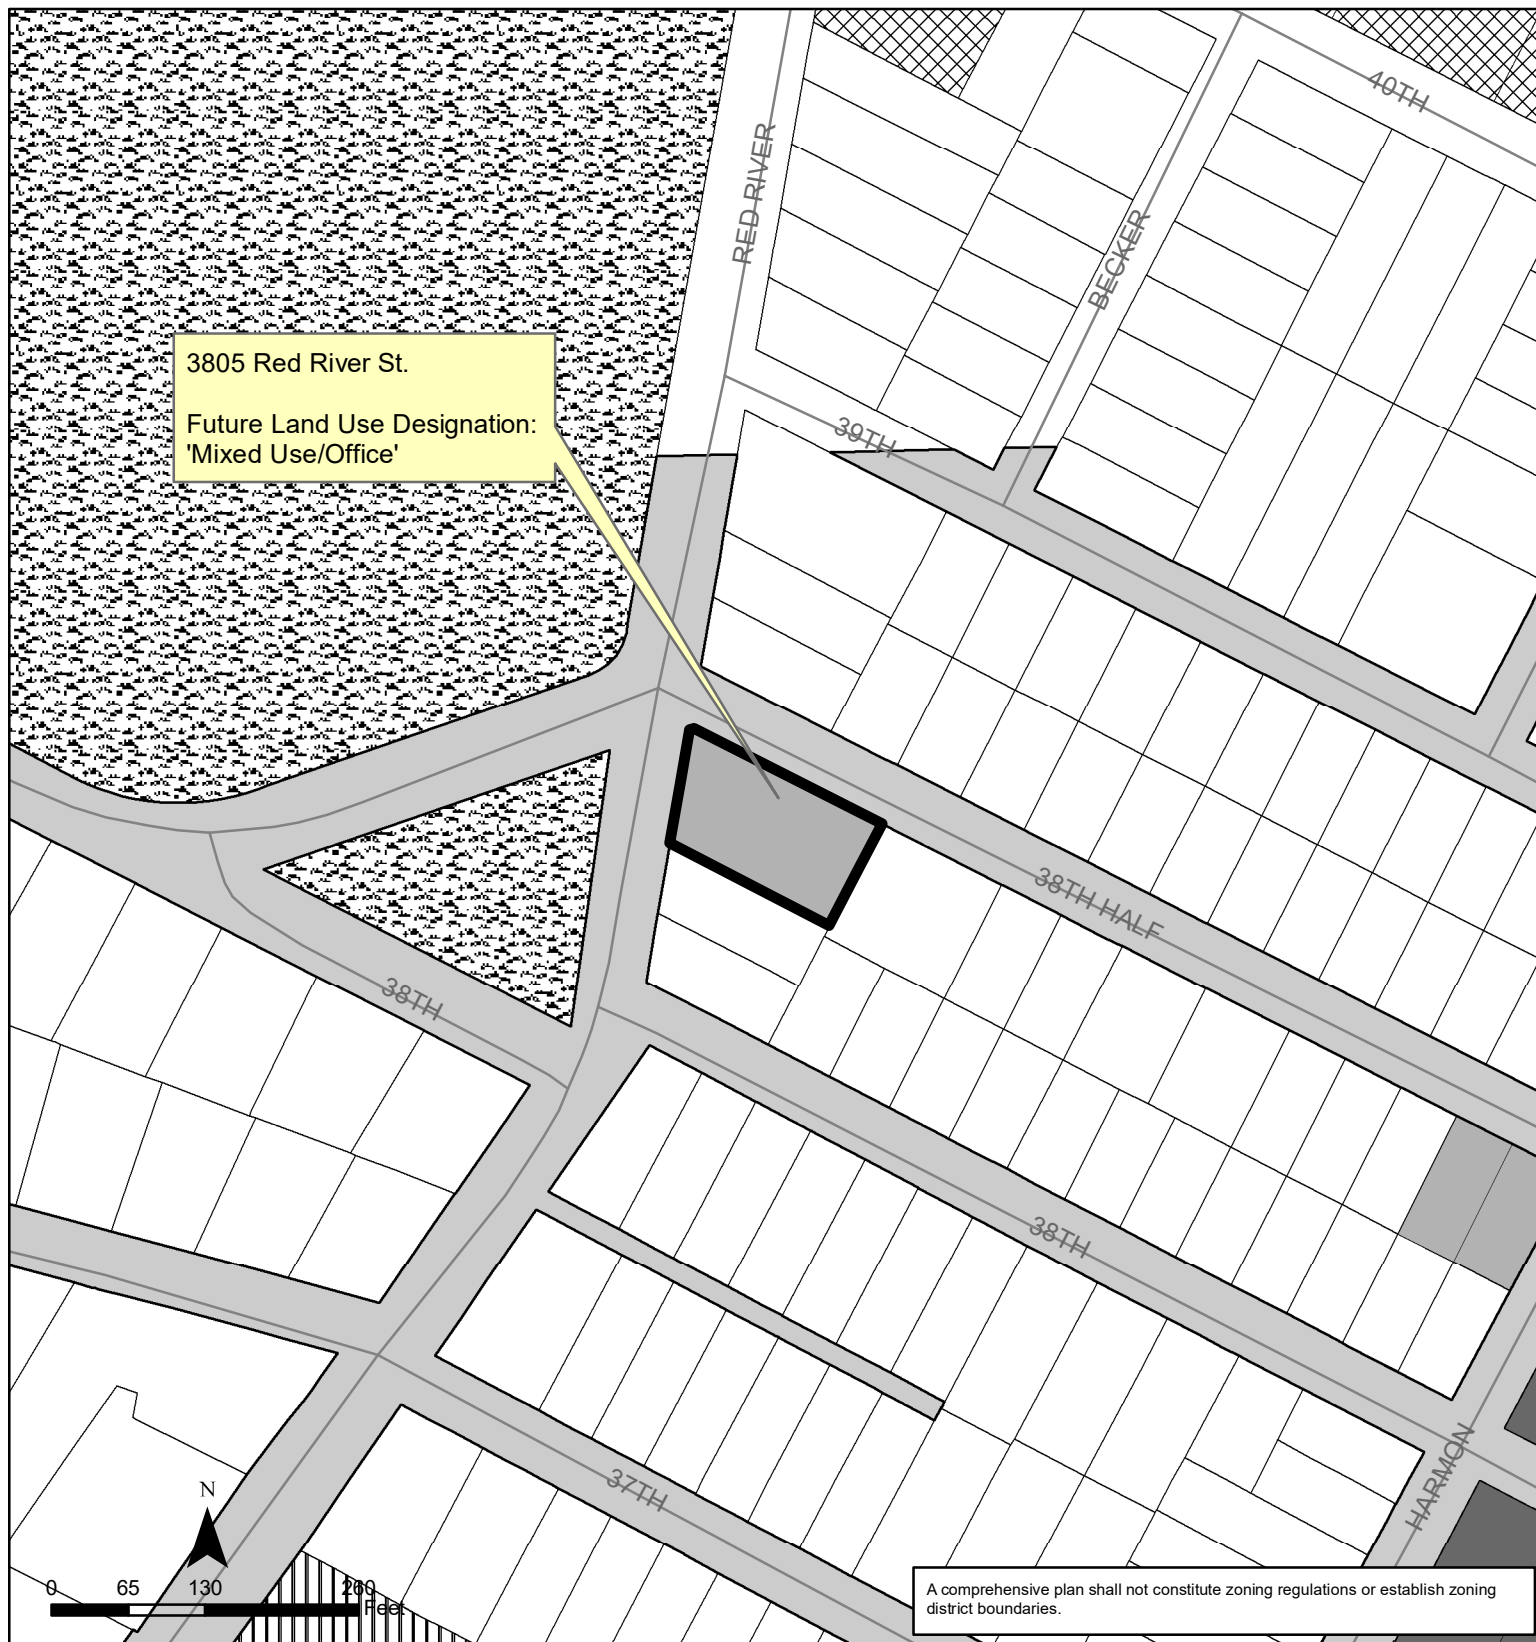 40TH
RED RIVER
BECKER
3805 Red River St.
Future Land Use Designation:
'Mixed Use/Office'
39TH
38TH HALF
38TH
38TH
HARMON
37TH
N
0 65 130 260
Feet
A comprehensive plan shall not constitute zoning regulations or establish zoning
district boundaries.